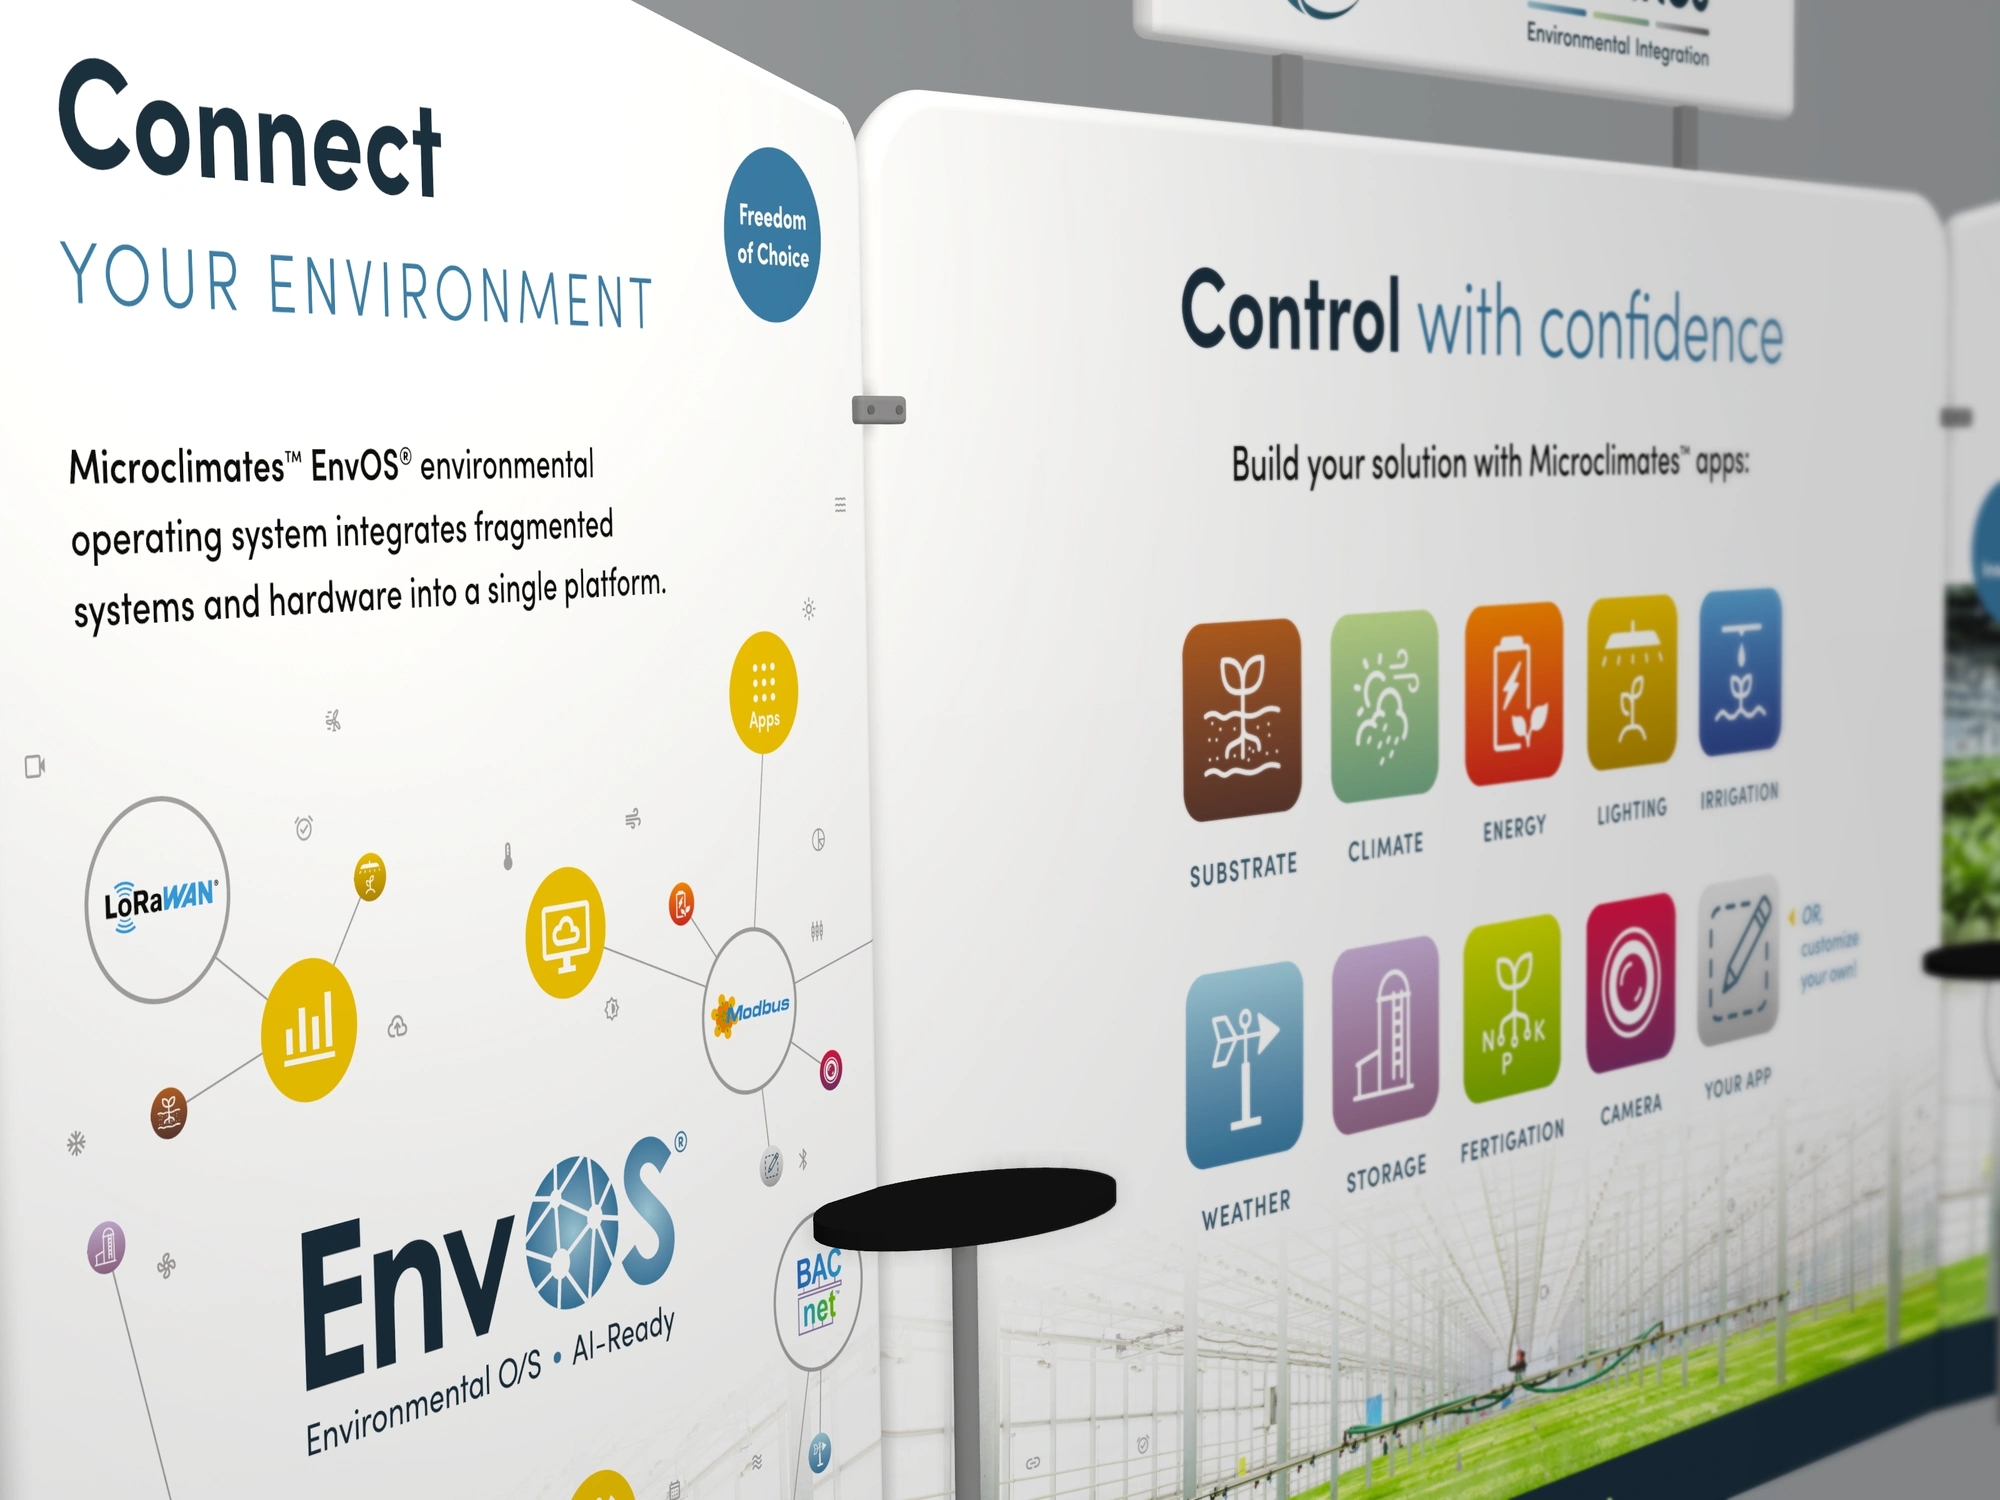 Connect
YOUR ENVIRONMENT
Freedom
of Choice
Microclimates™ EnvOS® environmental
operating system integrates fragmented
systems and hardware into a single platform.
Apps
LoRaWAN®
Modbus
EnvOS®
Environmental O/S • AI-Ready
BAC
net™
Environmental Integration
Control with confidence
Build your solution with Microclimates™ apps:
SUBSTRATE
CLIMATE
ENERGY
LIGHTING
IRRIGATION
N P K
OR,
customize
your own!
WEATHER
STORAGE
FERTIGATION
CAMERA
YOUR APP